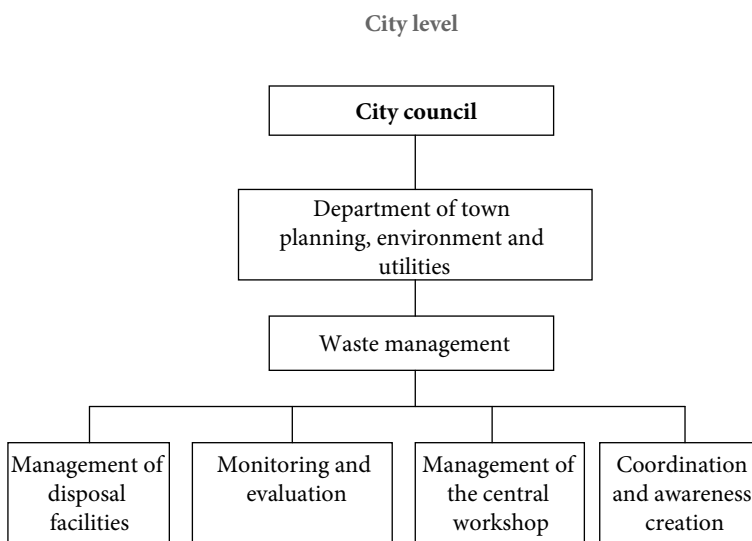 City level
City council
Department of town
planning, environment and
utilities
Waste management
Management of
disposal
facilities
Monitoring and
evaluation
Management of
the central
workshop
Coordination
and awareness
creation